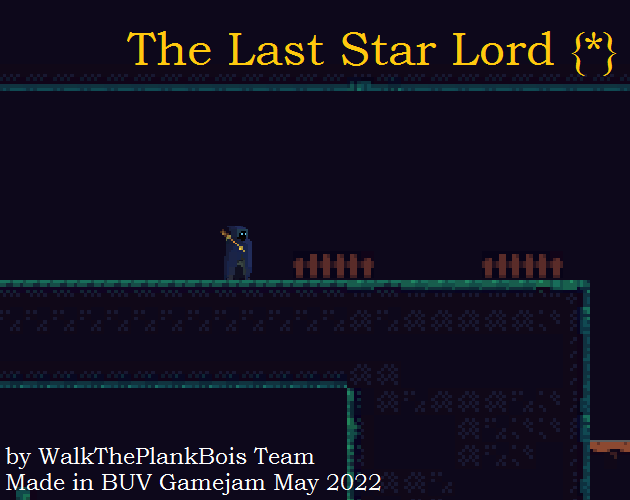 The Last Star Lord {*}
by WalkThePlankBois Team
Made in BUV Gamejam May 2022